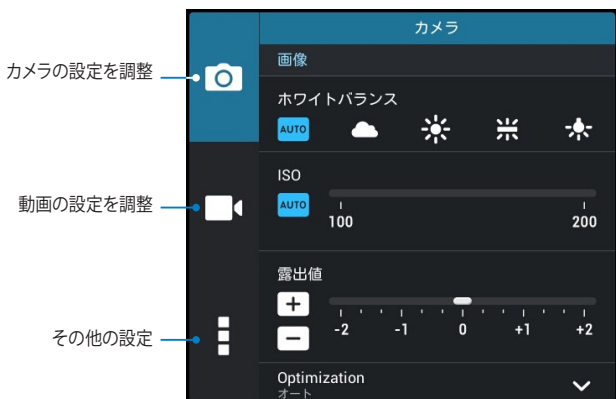 カメラ
画像
カメラの設定を調整
ホワイトバランス
AUTO
ISO
AUTO
100 200
動画の設定を調整
露出値
-2 -1 0 +1 +2
その他の設定
Optimization
オート